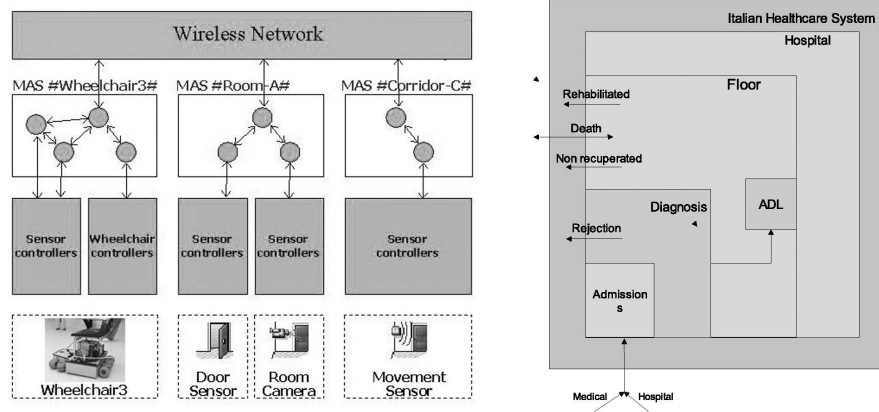 Wireless Network
MAS #Wheelchair3#
MAS #Room-A#
MAS #Corridor-C#
Sensor
controllers
Wheelchair
controllers
Sensor
controllers
Sensor
controllers
Sensor
controllers
Wheelchair3
Door
Sensor
Room
Camera
Movement
Sensor
Italian Healthcare System
Hospital
Floor
Rehabilitated
Death
Non recuperated
Diagnosis
ADL
Rejection
Admission
s
Medical
Hospital